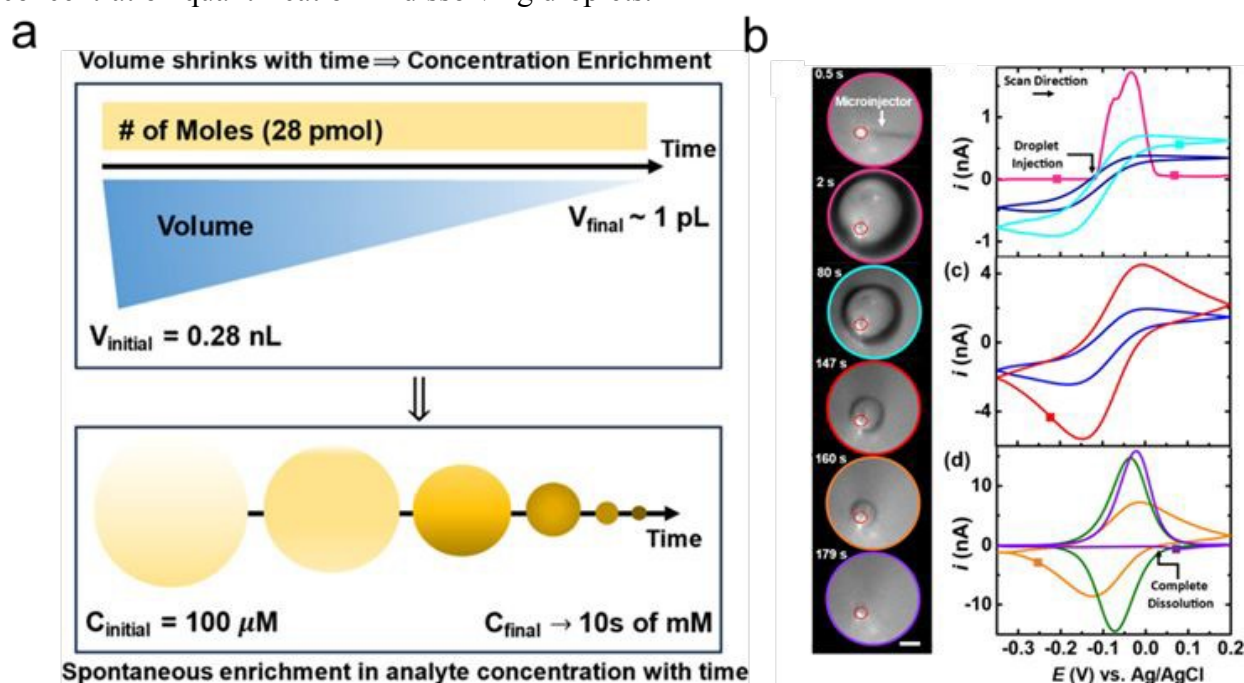 a
Volume shrinks with time ⇒ Concentration Enrichment
# of Moles (28 pmol)
Time
Volume
V_final ~ 1 pL
V_initial = 0.28 nL
⇓
Time
C_initial = 100 μM
C_final → 10s of mM
Spontaneous enrichment in analyte concentration with time
b
0.5 s
Microinjector
2 s
80 s
147 s
160 s
179 s
Scan Direction
Droplet
Injection
1
0
-1
i (nA)
(c)
4
0
-4
i (nA)
(d)
10
0
-10
i (nA)
Complete
Dissolution
-0.3 -0.2 -0.1 0.0 0.1 0.2
E (V) vs. Ag/AgCl